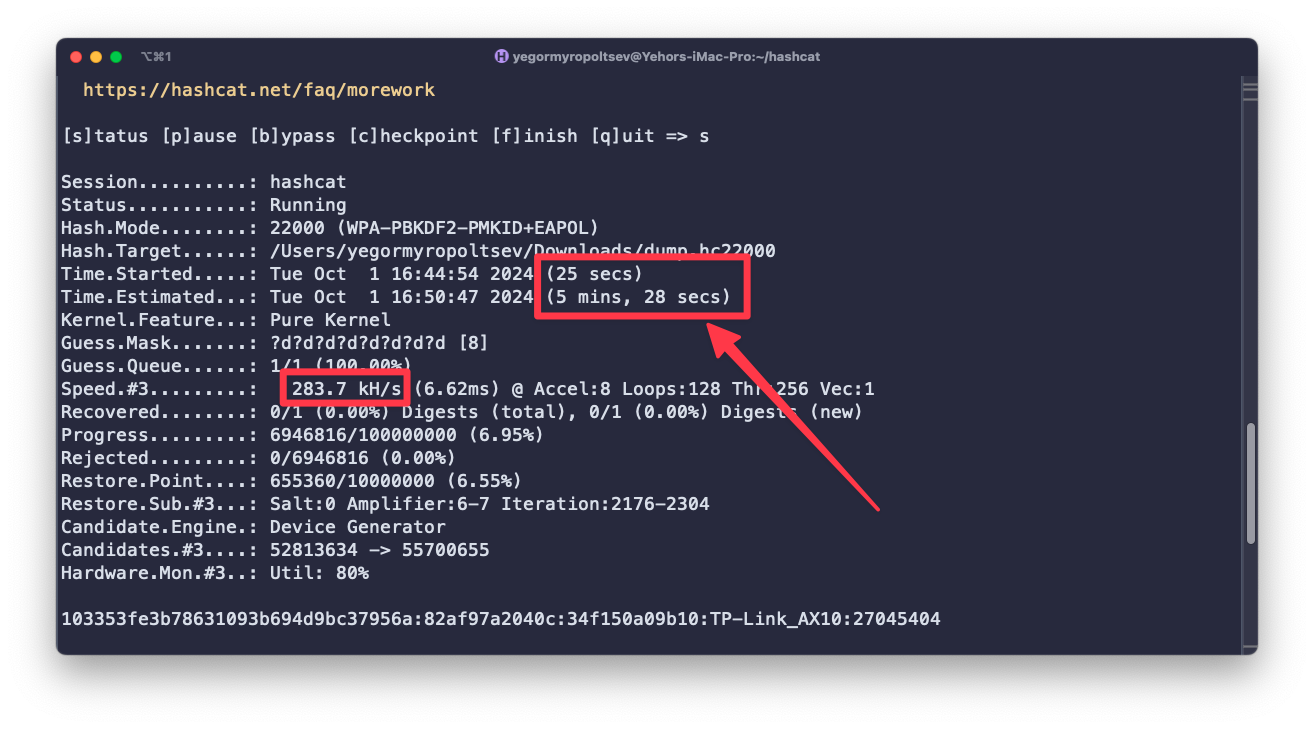 ⌥⌘1
yegormyropoltsev@Yehors-iMac-Pro:~/hashcat
https://hashcat.net/faq/morework
[s]tatus [p]ause [b]ypass [c]heckpoint [f]inish [q]uit => s
Session..........: hashcat
Status...........: Running
Hash.Mode........: 22000 (WPA-PBKDF2-PMKID+EAPOL)
Hash.Target......: /Users/yegormyropoltsev/Downloads/dump.hc22000
Time.Started.....: Tue Oct  1 16:44:54 2024 (25 secs)
Time.Estimated...: Tue Oct  1 16:50:47 2024 (5 mins, 28 secs)
Kernel.Feature...: Pure Kernel
Guess.Mask.......: ?d?d?d?d?d?d?d?d [8]
Guess.Queue......: 1/1 (100.00%)
Speed.#3.........:   283.7 kH/s (6.62ms) @ Accel:8 Loops:128 Thr:256 Vec:1
Recovered........: 0/1 (0.00%) Digests (total), 0/1 (0.00%) Digests (new)
Progress.........: 6946816/100000000 (6.95%)
Rejected.........: 0/6946816 (0.00%)
Restore.Point....: 655360/10000000 (6.55%)
Restore.Sub.#3...: Salt:0 Amplifier:6-7 Iteration:2176-2304
Candidate.Engine.: Device Generator
Candidates.#3....: 52813634 -> 55700655
Hardware.Mon.#3..: Util: 80%
103353fe3b78631093b694d9bc37956a:82af97a2040c:34f150a09b10:TP-Link_AX10:27045404